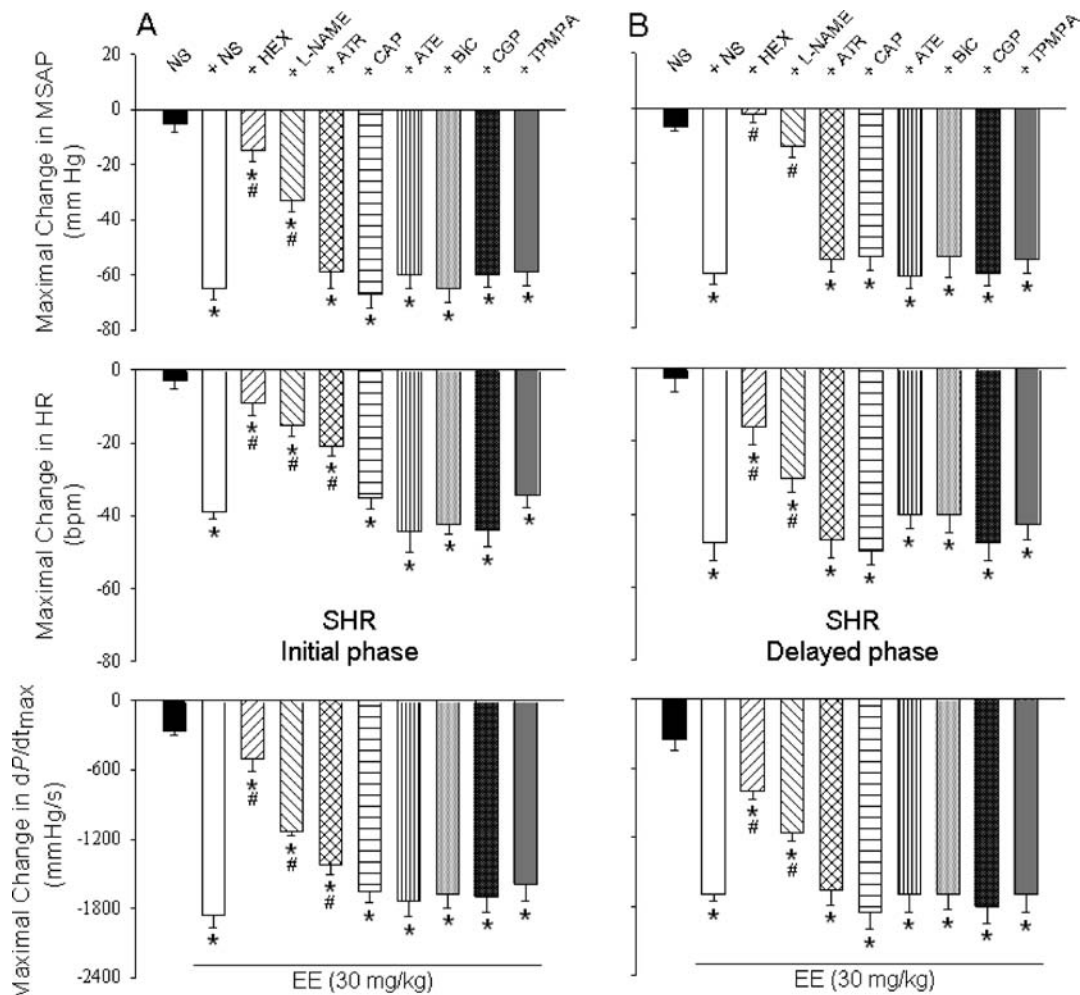 A
NS
+ NS
+ HEX
+ L-NAME
+ ATR
+ CAP
+ ATE
+ BIC
+ CGP
+ TPMPA
Maximal Change in MSAP
(mm Hg)
20
0
-20
-40
-60
-80
*
*
#
*
#
*
*
*
*
*
*
Maximal Change in HR
(bpm)
0
-20
-40
-60
-80
*
*
#
*
#
*
#
*
*
*
*
*
SHR
Initial phase
Maximal Change in dP/dtmax
(mmHg/s)
0
-600
-1200
-1800
-2400
*
*
#
*
#
*
#
*
*
*
*
*
EE (30 mg/kg)
B
NS
+ NS
+ HEX
+ L-NAME
+ ATR
+ CAP
+ ATE
+ BIC
+ CGP
+ TPMPA
*
#
#
*
*
*
*
*
*
*
*
#
*
#
*
*
*
*
*
*
SHR
Delayed phase
*
*
#
*
#
*
*
*
*
*
*
EE (30 mg/kg)